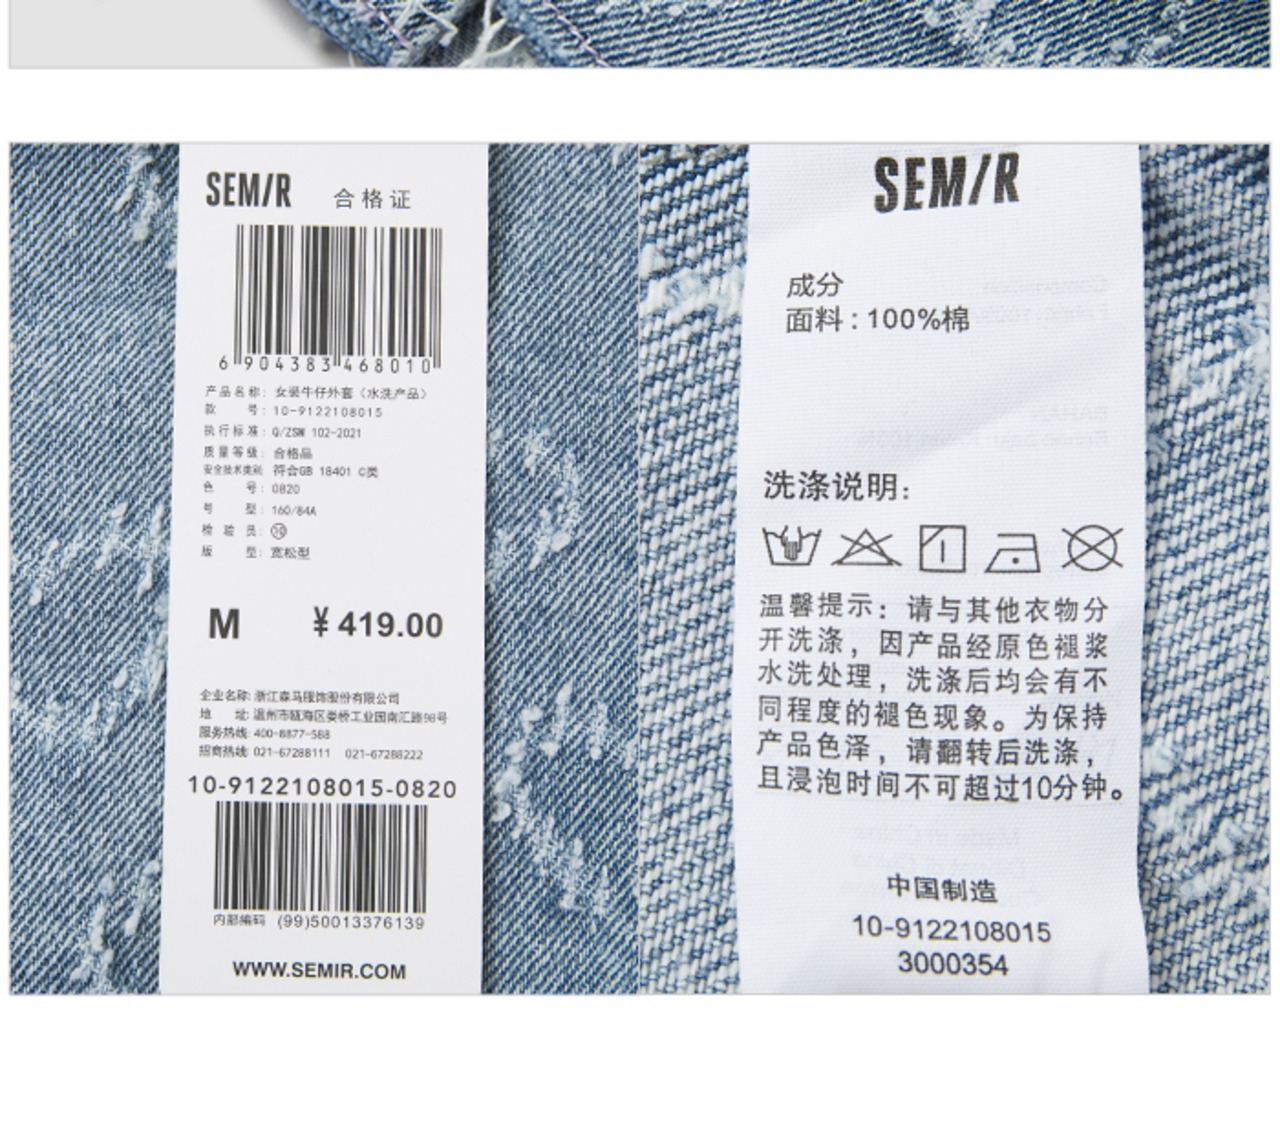 SEM/R 合格证
6 904383 468010
产品名称: 女装牛仔外套（水洗产品）
款 号: 10-9122108015
执行标准: Q/ZSM 102-2021
质量等级: 合格品
安全技术类别 符合GB 18401 C类
色 号: 0820
号 型: 160/84A
检 验 员:
版 型: 宽松型
M ¥419.00
企业名称: 浙江森马服饰股份有限公司
地 址: 温州市瓯海区娄桥工业园南汇路98号
服务热线: 400-8877-588
招商热线: 021-67288111 021-67288222
10-9122108015-0820
内部编码 (99)50013376139
WWW.SEMIR.COM
SEM/R
成分
面料: 100%棉
洗涤说明:
温馨提示: 请与其他衣物分
开洗涤，因产品经原色褪浆
水洗处理，洗涤后均会有不
同程度的褪色现象。为保持
产品色泽，请翻转后洗涤，
且浸泡时间不可超过10分钟。
中国制造
10-9122108015
3000354